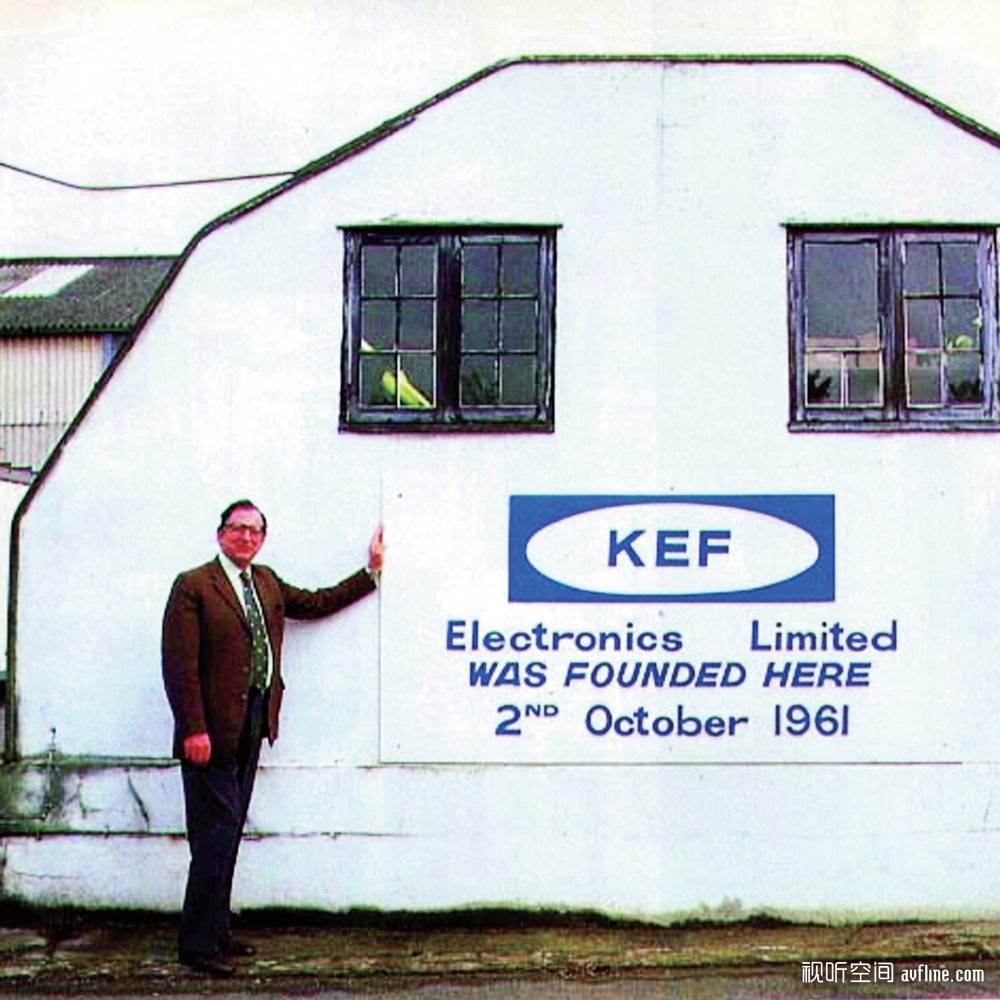 KEF
Electronics Limited
WAS FOUNDED HERE
2ND October 1961
视听空间 avfline.com